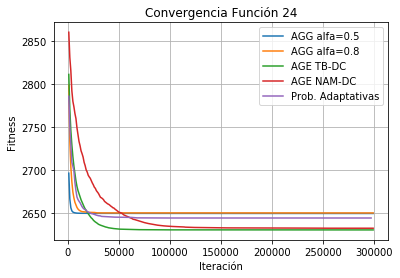 Convergencia Función 24
AGG alfa=0.5
AGG alfa=0.8
AGE TB-DC
AGE NAM-DC
Prob. Adaptativas
Fitness
2850
2800
2750
2700
2650
0 50000 100000 150000 200000 250000 300000
Iteración